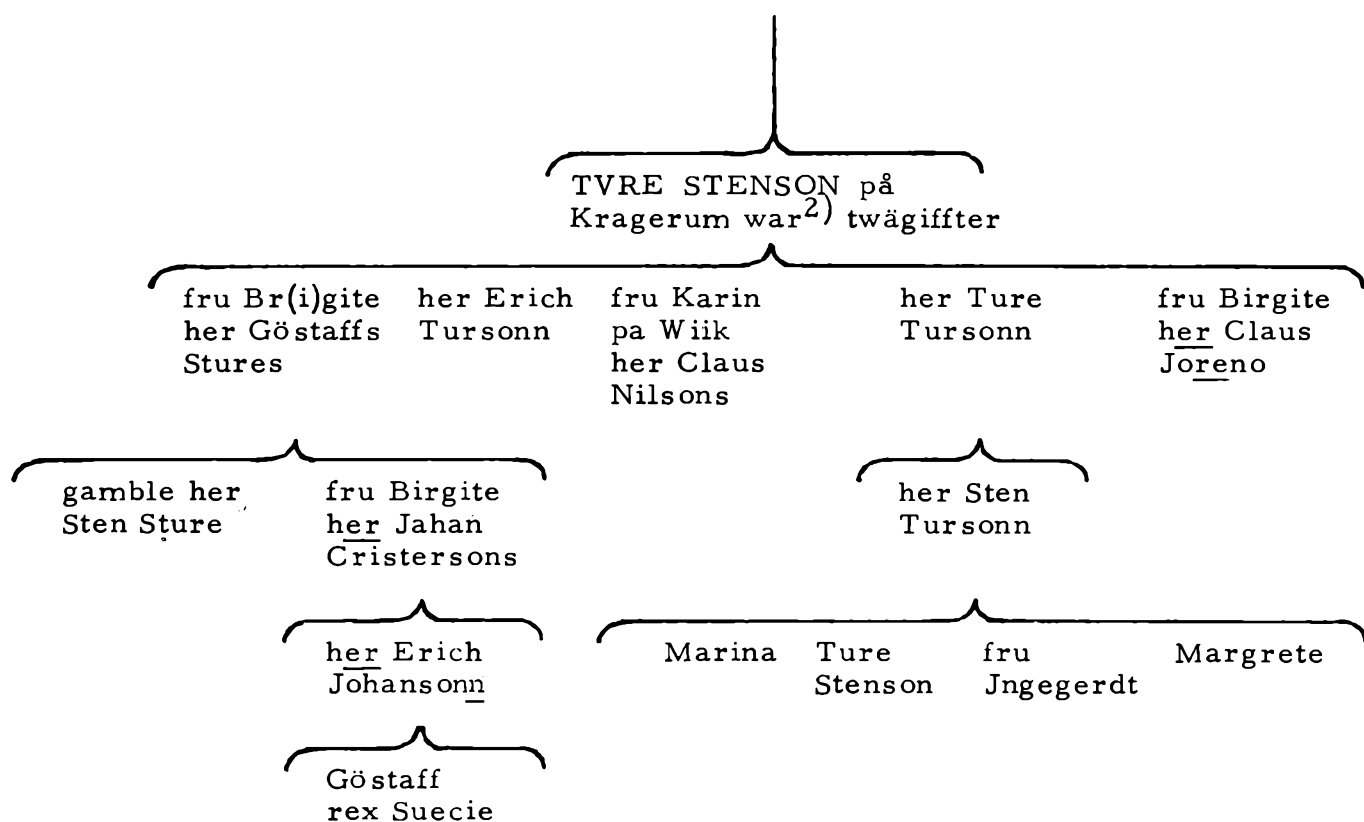 TVRE STENSON på
Kragerum war2) twägiffter
fru Br(i)gite
her Göstaffs
Stures
her Erich
Tursonn
fru Karin
pa Wiik
her Claus
Nilsons
her Ture
Tursonn
fru Birgite
her Claus
Joreno
gamble her
Sten Sture
fru Birgite
her Jahan
Cristersons
her Sten
Tursonn
her Erich
Johansonn
Marina
Ture
Stenson
fru
Jngegerdt
Margrete
Göstaff
rex Suecie